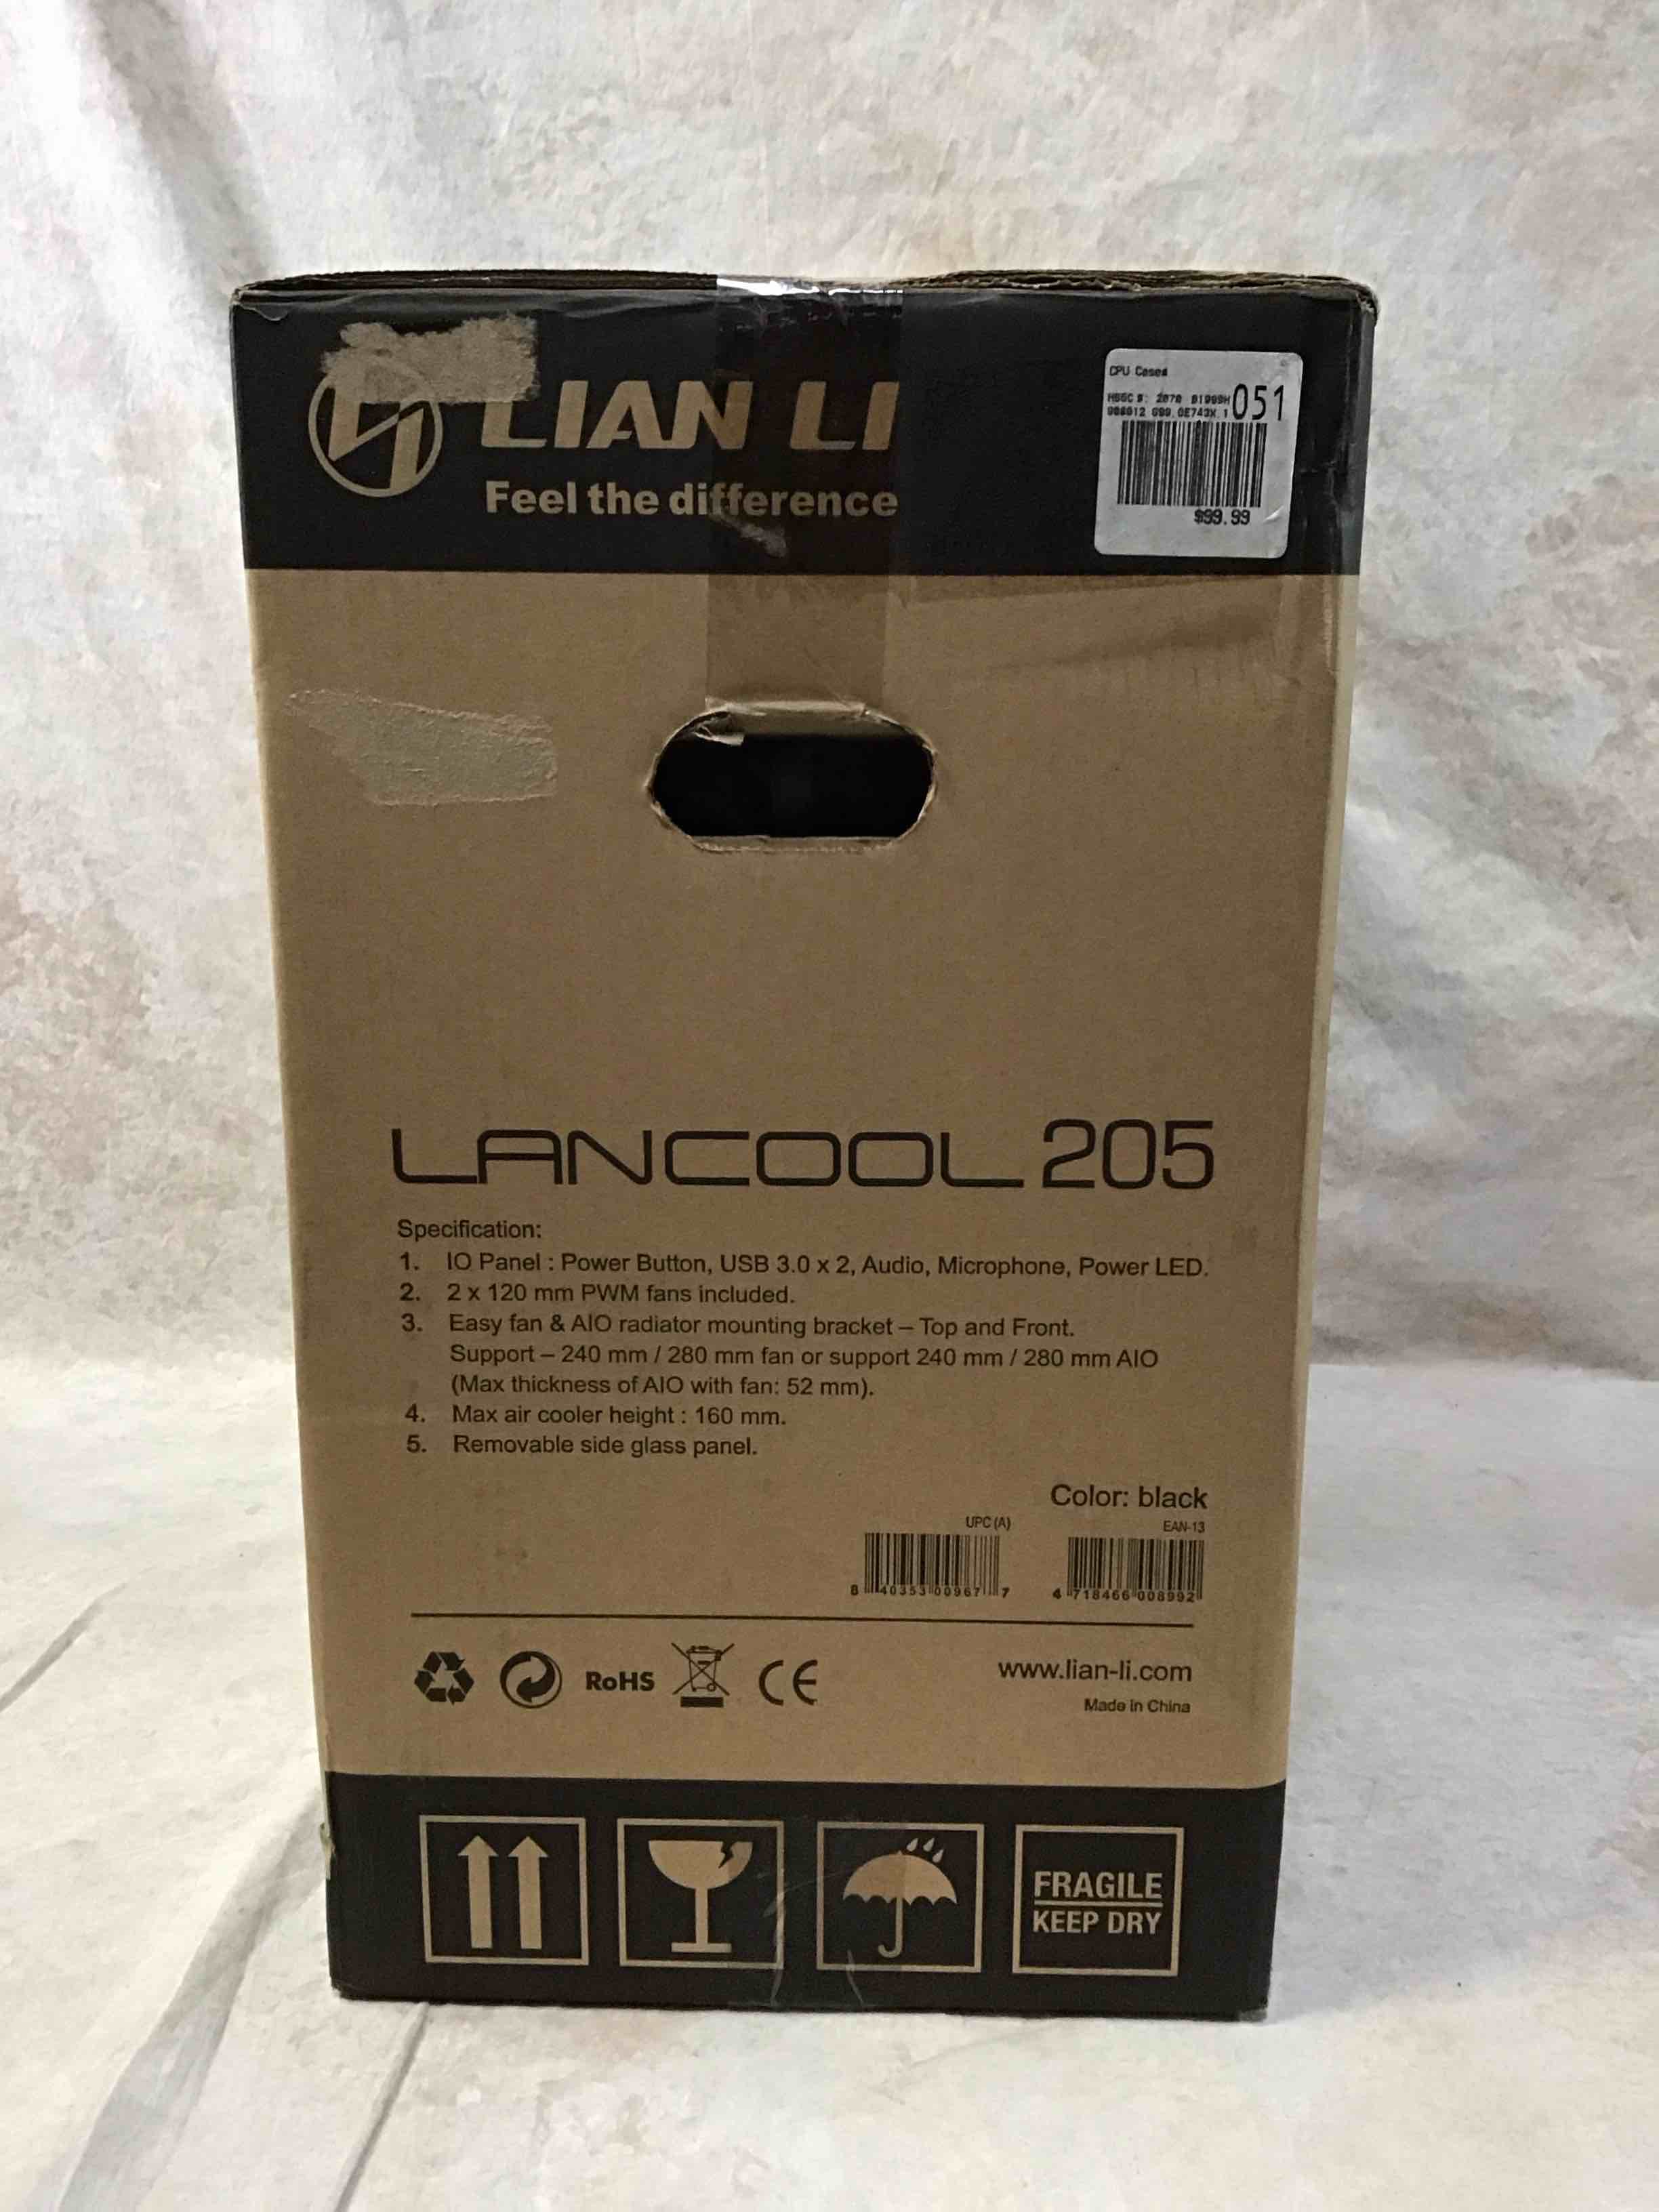 LIAN LI
Feel the difference
CPU Cases
051
$99.99
LANCOOL 205
Specification:
1. IO Panel : Power Button, USB 3.0 x 2, Audio, Microphone, Power LED.
2. 2 x 120 mm PWM fans included.
3. Easy fan & AIO radiator mounting bracket – Top and Front.
Support – 240 mm / 280 mm fan or support 240 mm / 280 mm AIO
(Max thickness of AIO with fan: 52 mm).
4. Max air cooler height : 160 mm.
5. Removable side glass panel.
Color: black
UPC (A) EAN-13
8 40353 00967 7 4 718466 008992
RoHS CE www.lian-li.com
Made in China
FRAGILE
KEEP DRY